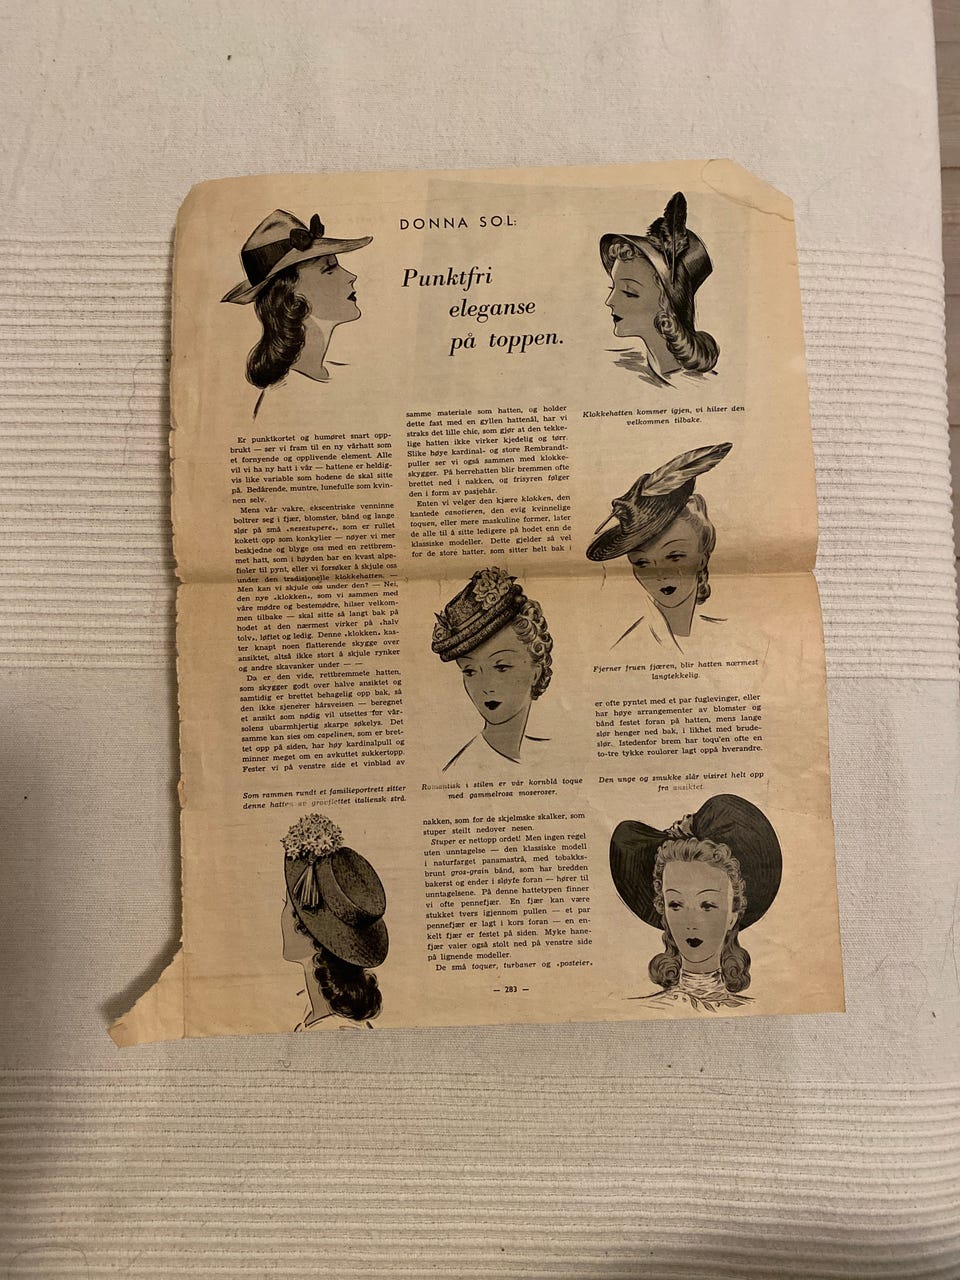 DONNA SOL:
Punktfri
eleganse
på toppen.
Er punktkortet og humøret snart opp-
brukt — ser vi fram til en ny vårhatt som
et fornyende og opplivende element. Alle
vil vi ha ny hatt i vår — hattene er heldig-
vis like variable som hodene de skal sitte
på. Bedårende, muntre, lunefulle som kvin-
nen selv.
Mens vår vakre, eksentriske venninne
boltrer seg i fjær, blomster, bånd og lange
slør på små »nesestupere«, som er rullet
kokett opp som konkylier — nøyer vi mer
beskjedne og blyge oss med en rettbrem-
met hatt, som i høyden har en kvast alpe-
fioler til pynt, eller vi forsøker å skjule oss
under den tradisjonelle klokkehatten. —
Men kan vi skjule oss under den? — Nei,
den nye »klokken«, som vi sammen med
våre mødre og bestemødre, hilser velkom-
men tilbake — skal sitte så langt bak på
hodet at den nærmest virker på »halv
tolv«, løftet og ledig. Denne »klokken« kas-
ter knapt noen flatterende skygge over
ansiktet, altså ikke stort å skjule rynker
og andre skavanker under — —
Da er den vide, rettbremmete hatten,
som skygger godt over halve ansiktet og
samtidig er brettet behagelig opp bak, så
den ikke sjenerer hårsveisen — beregnet
et ansikt som nødig vil utsettes for vår-
solens ubarmhjertig skarpe søkelys. Det
samme kan sies om capelinen, som er bret-
tet opp på siden, har høy kardinalpull og
minner meget om en avkuttet sukkertopp.
Fester vi på venstre side et vinblad av
samme materiale som hatten, og holder
dette fast med en gyllen hattenål, har vi
straks det lille chic, som gjør at den tekke-
lige hatten ikke virker kjedelig og tørr.
Slike høye kardinal- og store Rembrandt-
puller ser vi også sammen med klokke-
skygger. På herrehatten blir bremmen ofte
brettet ned i nakken, og frisyren følger
den i form av pasjehår.
Enten vi velger den kjære klokken, den
kantede canotieren, den evig kvinnelige
toquen, eller mere maskuline former, later
de alle til å sitte ledigere på hodet enn de
klassiske modeller. Dette gjelder så vel
for de store hatter, som sitter helt bak i
Klokkehatten kommer igjen, vi hilser den
velkommen tilbake.
Fjerner fruen fjæren, blir hatten nærmest
langtekkelig.
Som rammen rundt et familieportrett sitter
denne hatten av grovflettet italiensk strå.
Romantisk i stilen er vår kornblå toque
med gammelrosa moseroser.
nakken, som for de skjelmske skalker, som
stuper steilt nedover nesen.
Stuper er nettopp ordet! Men ingen regel
uten unntagelse — den klassiske modell
i naturfarget panamastrå, med tobakks-
brunt gros-grain bånd, som har bredden
bakerst og ender i sløyfe foran — hører til
unntagelsene. På denne hattetypen finner
vi ofte pennefjær. En fjær kan være
stukket tvers igjennom pullen — et par
pennefjær er lagt i kors foran — en en-
kelt fjær er festet på siden. Myke hane-
fjær vaier også stolt ned på venstre side
på lignende modeller.
De små toquer, turbaner og »posteier«
er ofte pyntet med et par fuglevinger, eller
har høye arrangementer av blomster og
bånd festet foran på hatten, mens lange
slør henger ned bak, i likhet med brude-
slør. Istedenfor brem har toqu'en ofte en
to-tre tykke roulorer lagt oppå hverandre.
Den unge og smukke slår visiret helt opp
fra ansiktet.
— 283 —